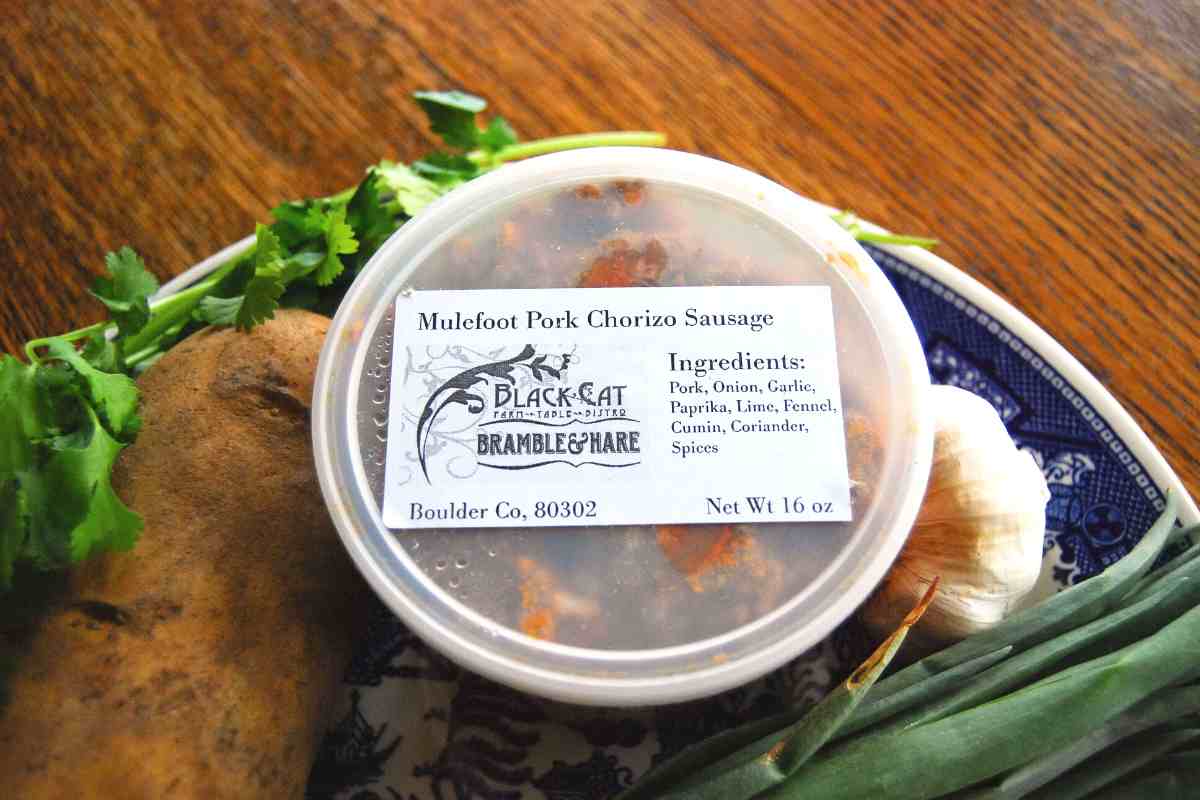 Mulefoot Pork Chorizo Sausage
BLACK CAT
FARM-TABLE-BISTRO
BRAMBLE & HARE
Ingredients:
Pork, Onion, Garlic,
Paprika, Lime, Fennel,
Cumin, Coriander,
Spices
Boulder Co, 80302
Net Wt 16 oz